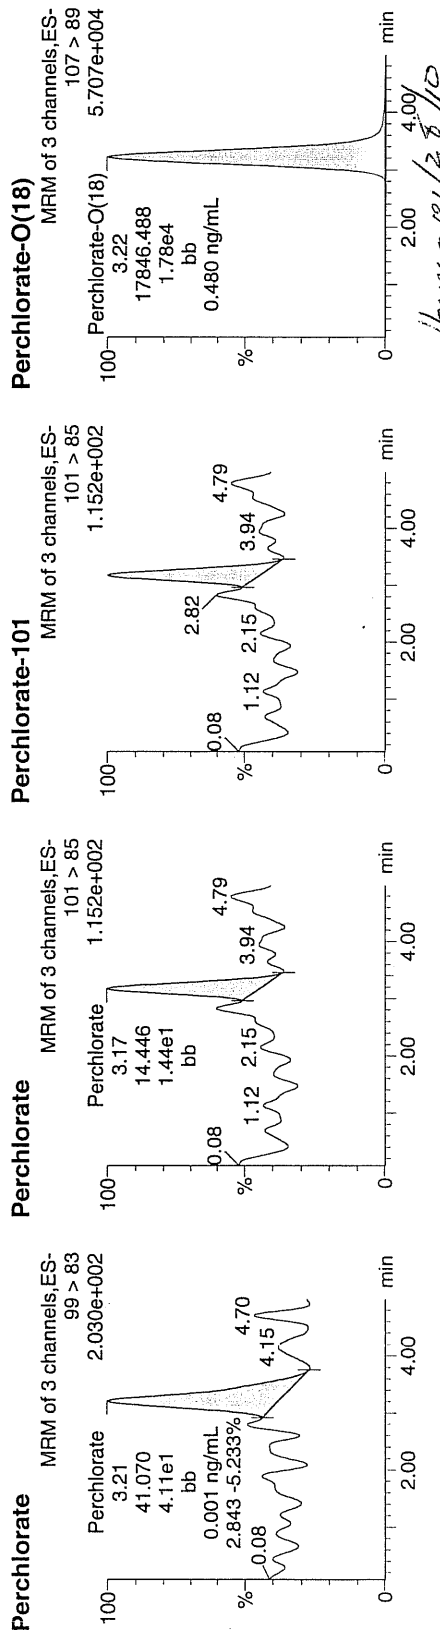 Perchlorate
MRM of 3 channels,ES-
99 > 83
2.030e+002
100
Perchlorate
3.21
41.070
4.11e1
bb
0.001 ng/mL
2.843 -5.233%
0.08
4.15
4.70
%
0
2.00
4.00
min
Perchlorate
MRM of 3 channels,ES-
101 > 85
1.152e+002
100
Perchlorate
3.17
14.446
1.44e1
bb
0.08
1.12
2.15
3.94
4.79
%
0
2.00
4.00
min
Perchlorate-101
MRM of 3 channels,ES-
101 > 85
1.152e+002
100
0.08
1.12
2.15
2.82
3.94
4.79
%
0
2.00
4.00
min
Perchlorate-O(18)
MRM of 3 channels,ES-
107 > 89
5.707e+004
100
Perchlorate-O(18)
3.22
17846.488
1.78e4
bb
0.480 ng/mL
%
0
2.00
4.00
min